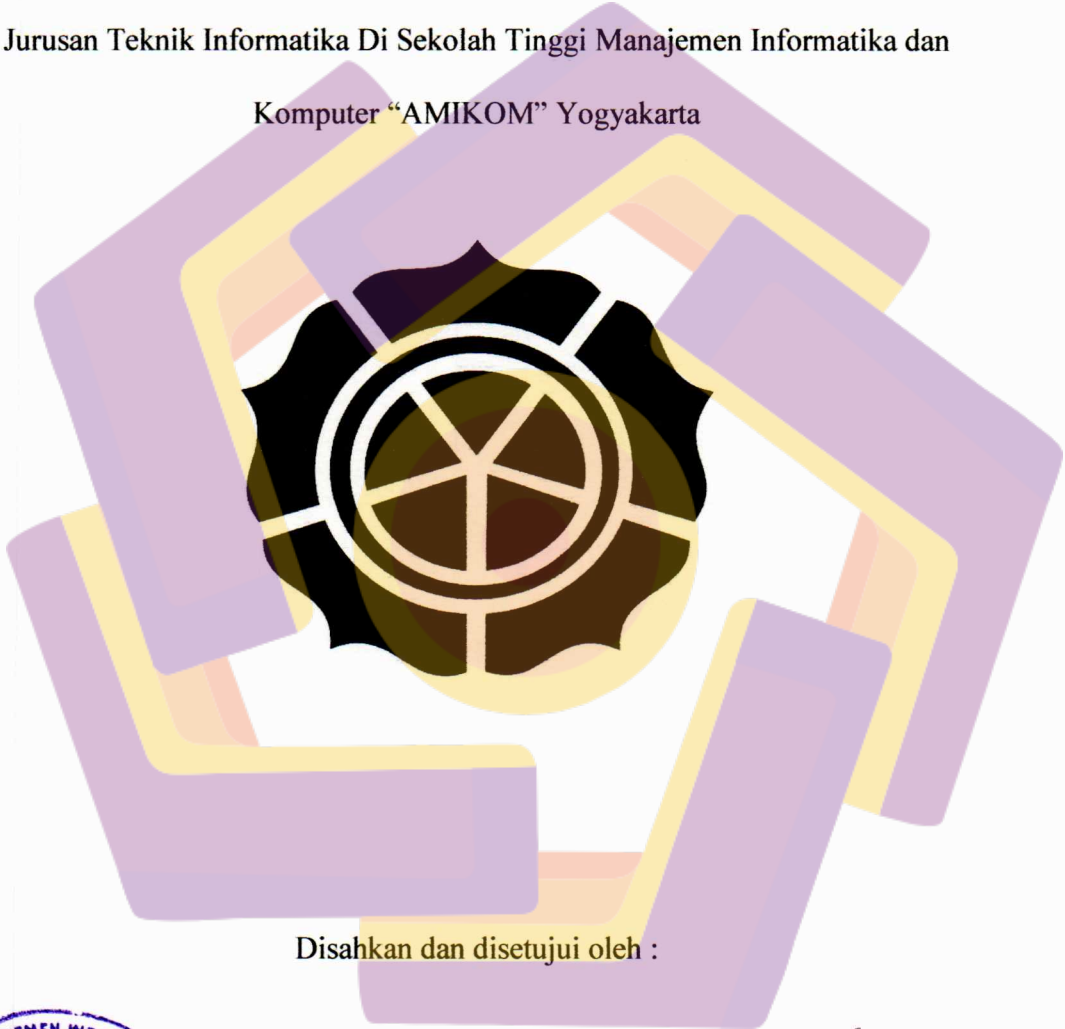 Jurusan Teknik Informatika Di Sekolah Tinggi Manajemen Informatika dan
Komputer “AMIKOM” Yogyakarta
Disahkan dan disetujui oleh :